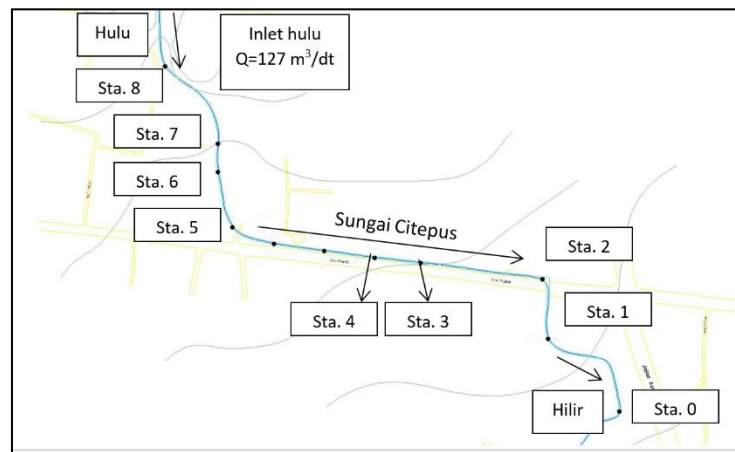 Hulu
Inlet hulu
Q=127 m³/dt
Sta. 8
Sta. 7
Sta. 6
Sta. 5
Sungai Citepus
Sta. 2
Sta. 1
Sta. 4
Sta. 3
Hilir
Sta. 0